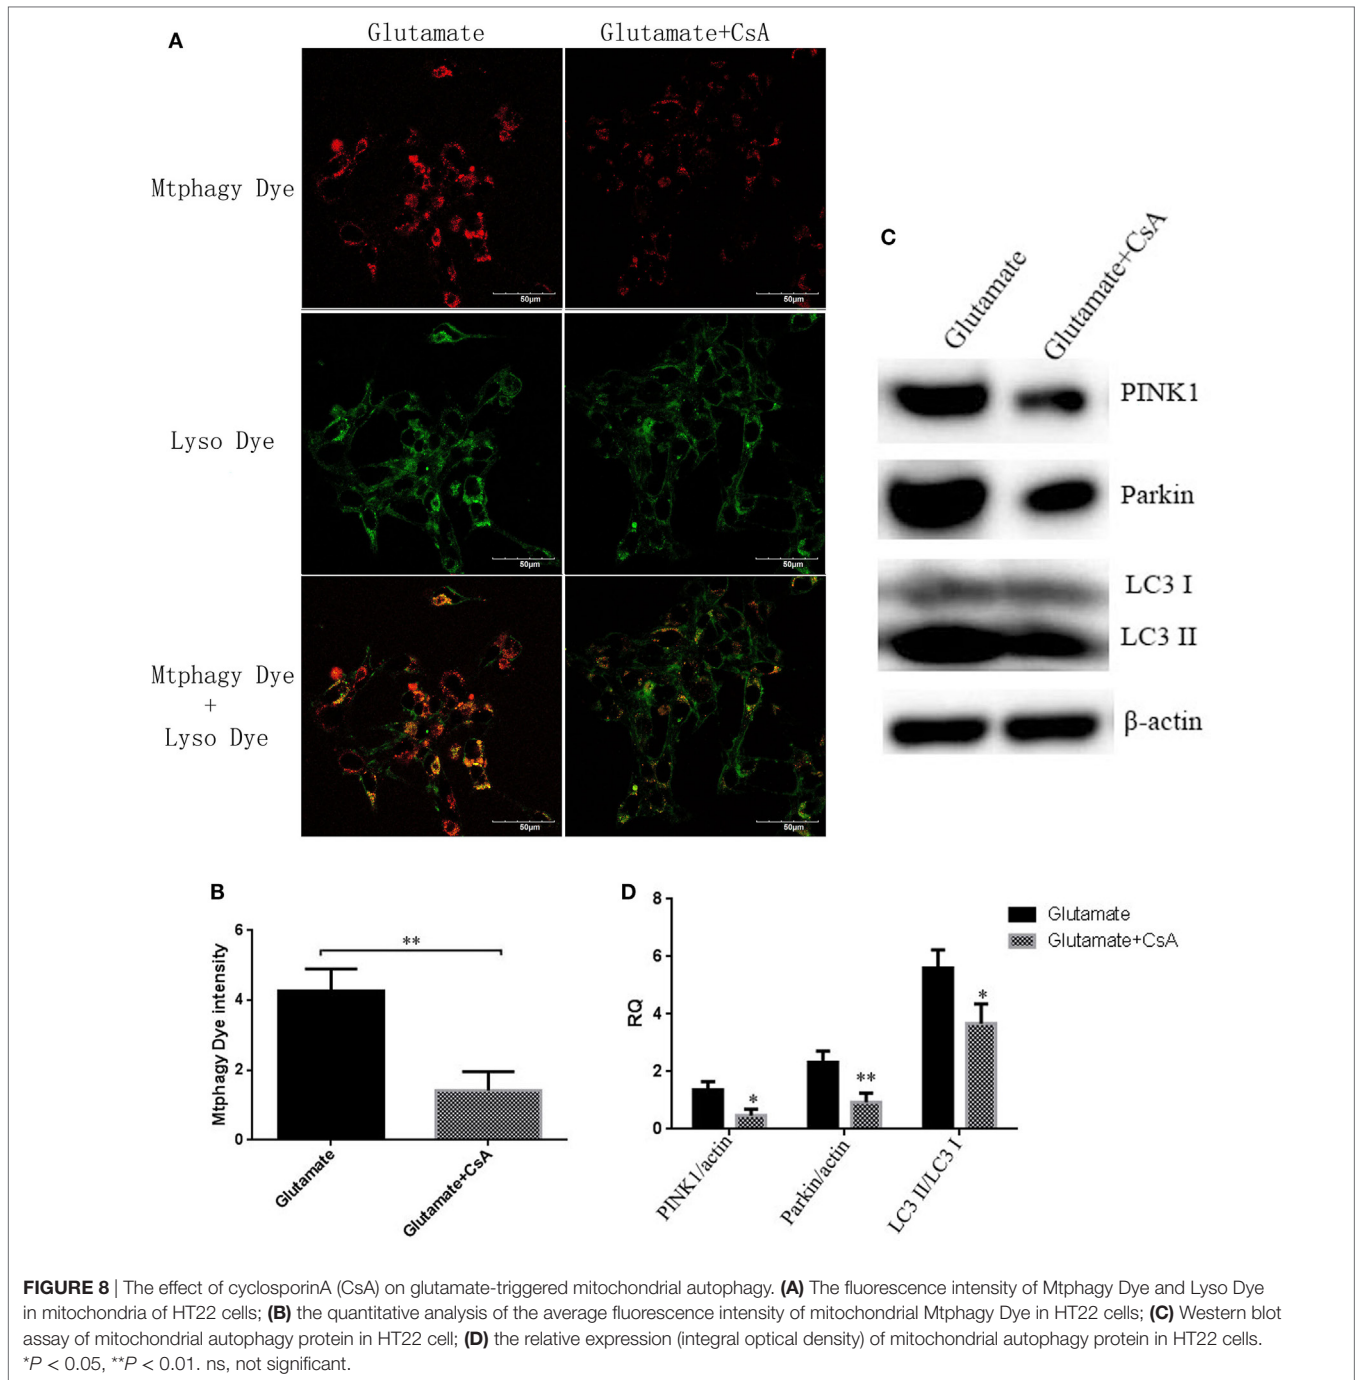 A
Glutamate
Glutamate+CsA
Mtphagy Dye
50μm
50μm
Lyso Dye
50μm
50μm
Mtphagy Dye
+
Lyso Dye
50μm
50μm
C
Glutamate
Glutamate+CsA
PINK1
Parkin
LC3 I
LC3 II
β-actin
B
Mtphagy Dye intensity
6
4
2
0
**
Glutamate
Glutamate+CsA
D
RQ
8
6
4
2
0
*
**
*
PINK1/actin
Parkin/actin
LC3 II/LC3 I
Glutamate
Glutamate+CsA
FIGURE 8 | The effect of cyclosporinA (CsA) on glutamate-triggered mitochondrial autophagy. (A) The fluorescence intensity of Mtphagy Dye and Lyso Dye
in mitochondria of HT22 cells; (B) the quantitative analysis of the average fluorescence intensity of mitochondrial Mtphagy Dye in HT22 cells; (C) Western blot
assay of mitochondrial autophagy protein in HT22 cell; (D) the relative expression (integral optical density) of mitochondrial autophagy protein in HT22 cells.
*P < 0.05, **P < 0.01. ns, not significant.